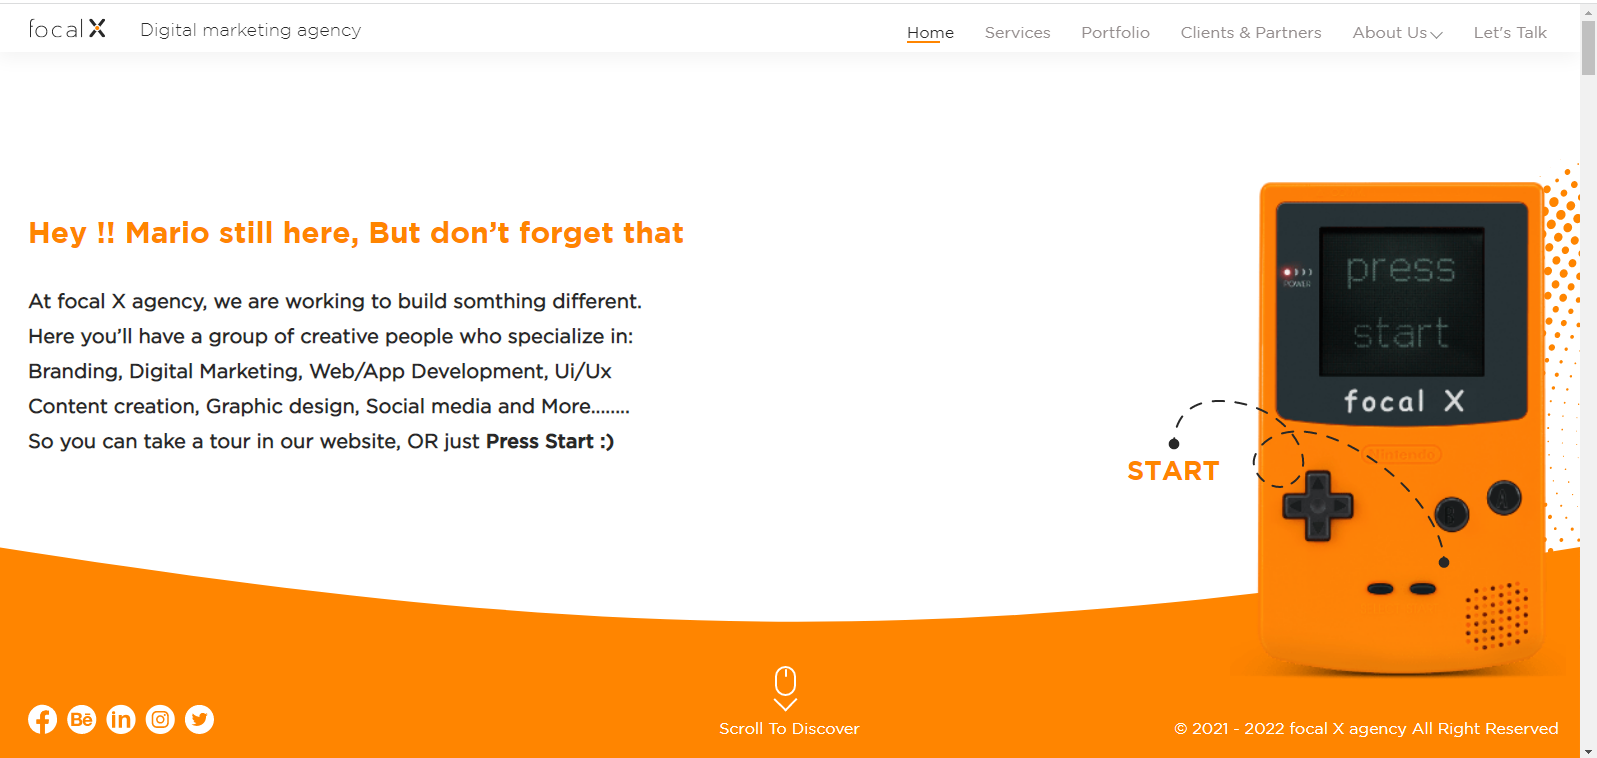 focal X
Digital marketing agency
Home
Services
Portfolio
Clients & Partners
About Us
Let's Talk
Hey !! Mario still here, But don’t forget that
At focal X agency, we are working to build somthing different.
Here you’ll have a group of creative people who specialize in:
Branding, Digital Marketing, Web/App Development, Ui/Ux
Content creation, Graphic design, Social media and More........
So you can take a tour in our website, OR just Press Start :)
press
start
POWER
focal X
Nintendo
START
Bē
in
Scroll To Discover
© 2021 - 2022 focal X agency All Right Reserved